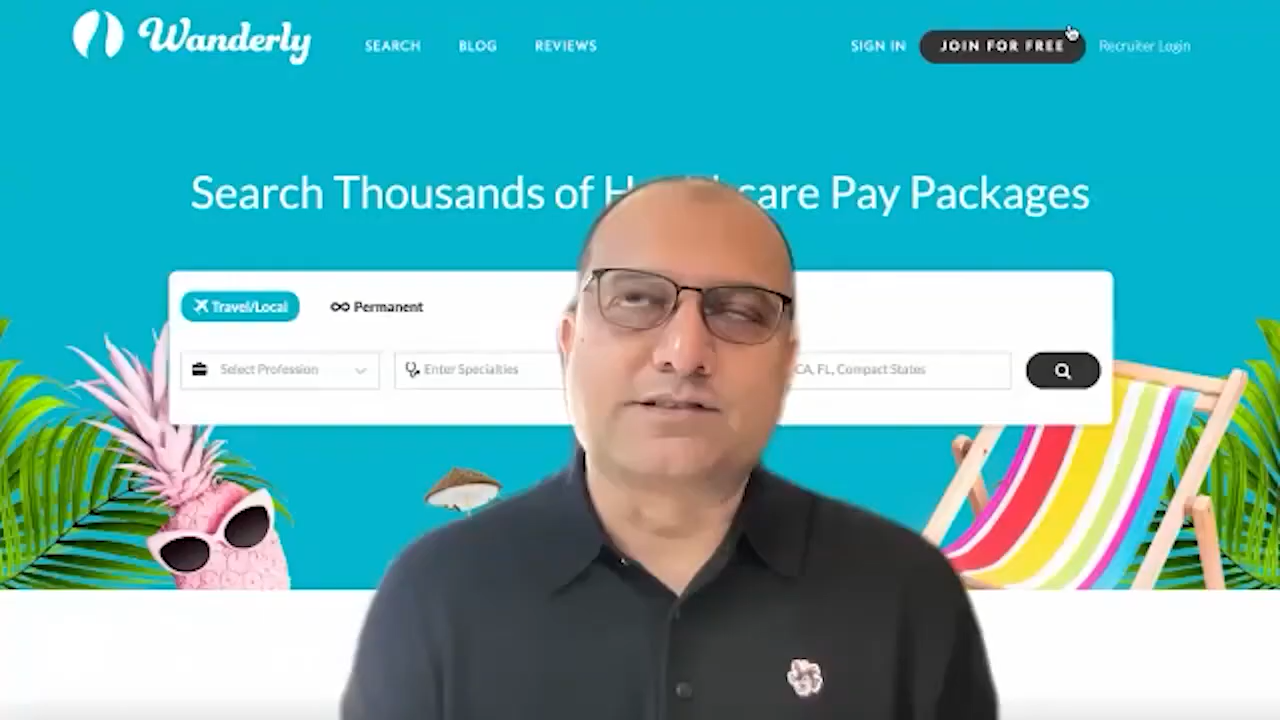 Wanderly
SEARCH BLOG REVIEWS
SIGN IN JOIN FOR FREE Recruiter Login
Search Thousands of Pay Packages
Travel/Local Permanent
Select Profession Enter Specialties CA, FL, Compact States